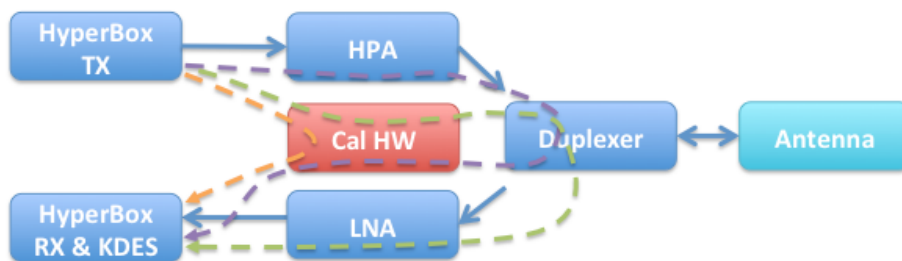 HyperBox
TX
HPA
Cal HW
Duplexer
Antenna
HyperBox
RX & KDES
LNA